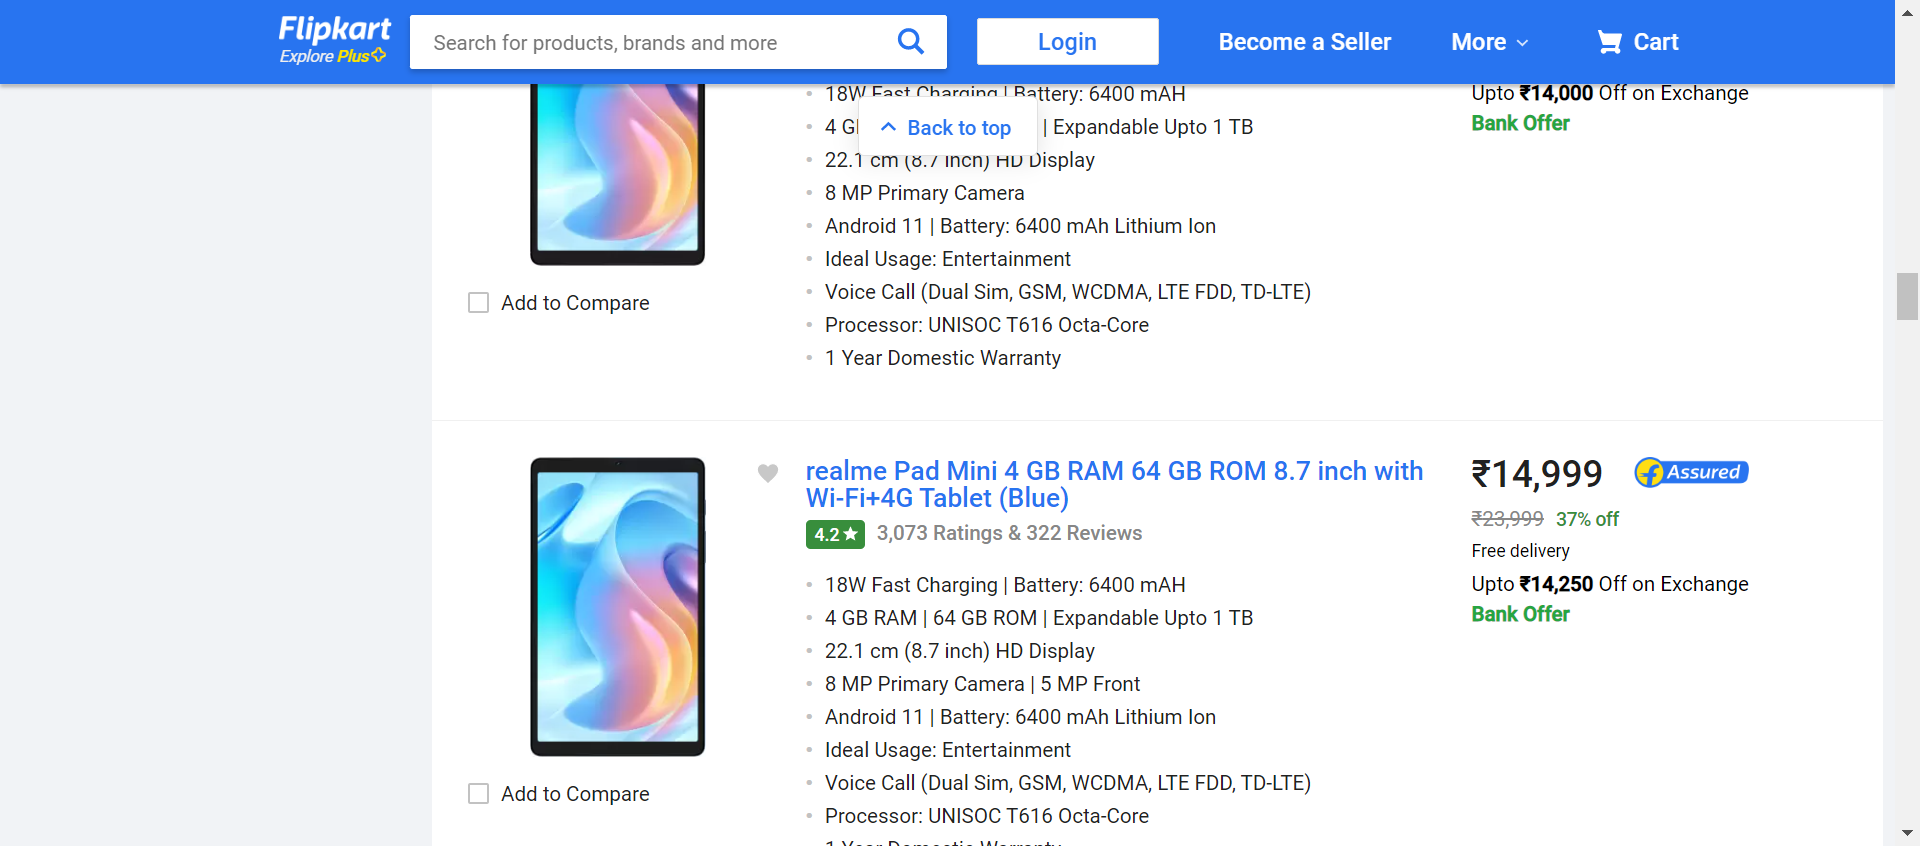 Flipkart
Explore Plus
Search for products, brands and more
Login
Become a Seller
More
Cart
18W Fast Charging | Battery: 6400 mAH
4 GB | Expandable Upto 1 TB
Back to top
22.1 cm (8.7 inch) HD Display
8 MP Primary Camera
Android 11 | Battery: 6400 mAh Lithium Ion
Ideal Usage: Entertainment
Voice Call (Dual Sim, GSM, WCDMA, LTE FDD, TD-LTE)
Processor: UNISOC T616 Octa-Core
1 Year Domestic Warranty
Upto ₹14,000 Off on Exchange
Bank Offer
Add to Compare
realme Pad Mini 4 GB RAM 64 GB ROM 8.7 inch with
Wi-Fi+4G Tablet (Blue)
4.2★ 3,073 Ratings & 322 Reviews
18W Fast Charging | Battery: 6400 mAH
4 GB RAM | 64 GB ROM | Expandable Upto 1 TB
22.1 cm (8.7 inch) HD Display
8 MP Primary Camera | 5 MP Front
Android 11 | Battery: 6400 mAh Lithium Ion
Ideal Usage: Entertainment
Voice Call (Dual Sim, GSM, WCDMA, LTE FDD, TD-LTE)
Processor: UNISOC T616 Octa-Core
1 Year Domestic Warranty
₹14,999
Assured
₹23,999 37% off
Free delivery
Upto ₹14,250 Off on Exchange
Bank Offer
Add to Compare